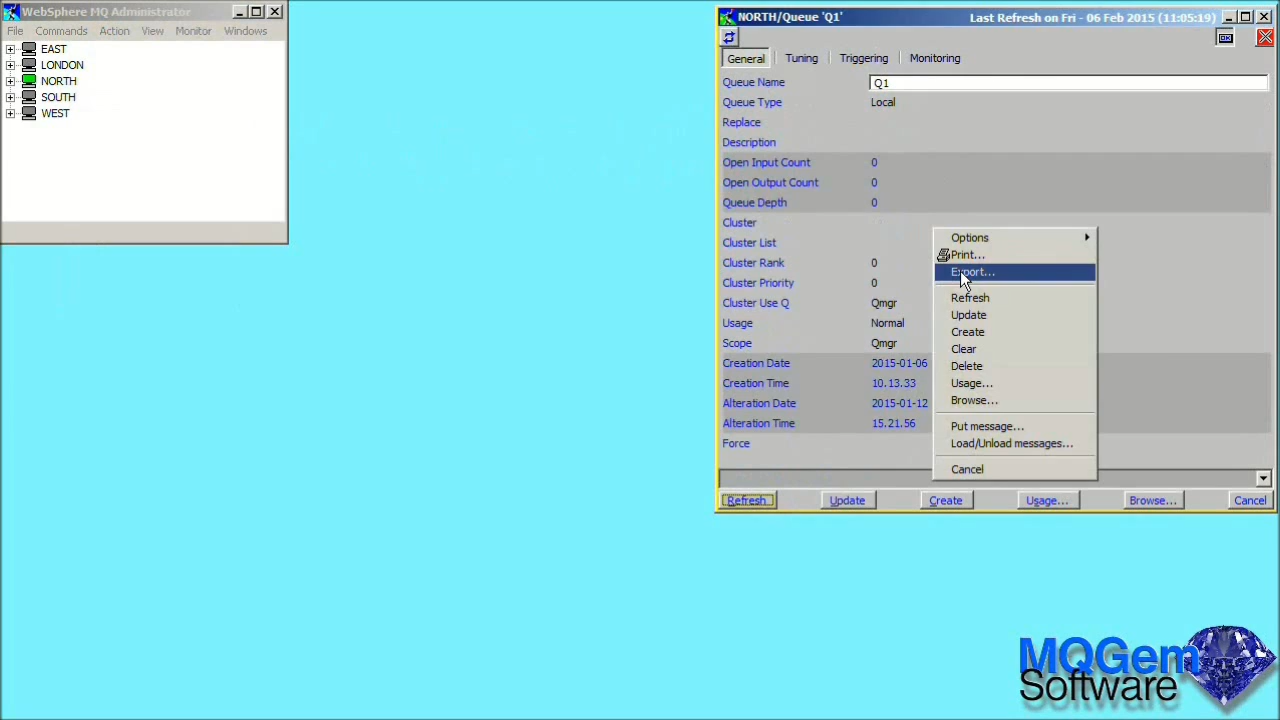 WebSphere MQ Administrator
File Commands Action View Monitor Windows
EAST
LONDON
NORTH
SOUTH
WEST
NORTH/Queue 'Q1' Last Refresh on Fri - 06 Feb 2015 (11:05:19)
General Tuning Triggering Monitoring
Queue Name Q1
Queue Type Local
Replace
Description
Open Input Count 0
Open Output Count 0
Queue Depth 0
Cluster
Cluster List
Cluster Rank 0
Cluster Priority 0
Cluster Use Q Qmgr
Usage Normal
Scope Qmgr
Creation Date 2015-01-06
Creation Time 10.13.33
Alteration Date 2015-01-12
Alteration Time 15.21.56
Force
Options
Print...
Export...
Refresh
Update
Create
Clear
Delete
Usage...
Browse...
Put message...
Load/Unload messages...
Cancel
Refresh Update Create Usage... Browse... Cancel
MQGem
Software